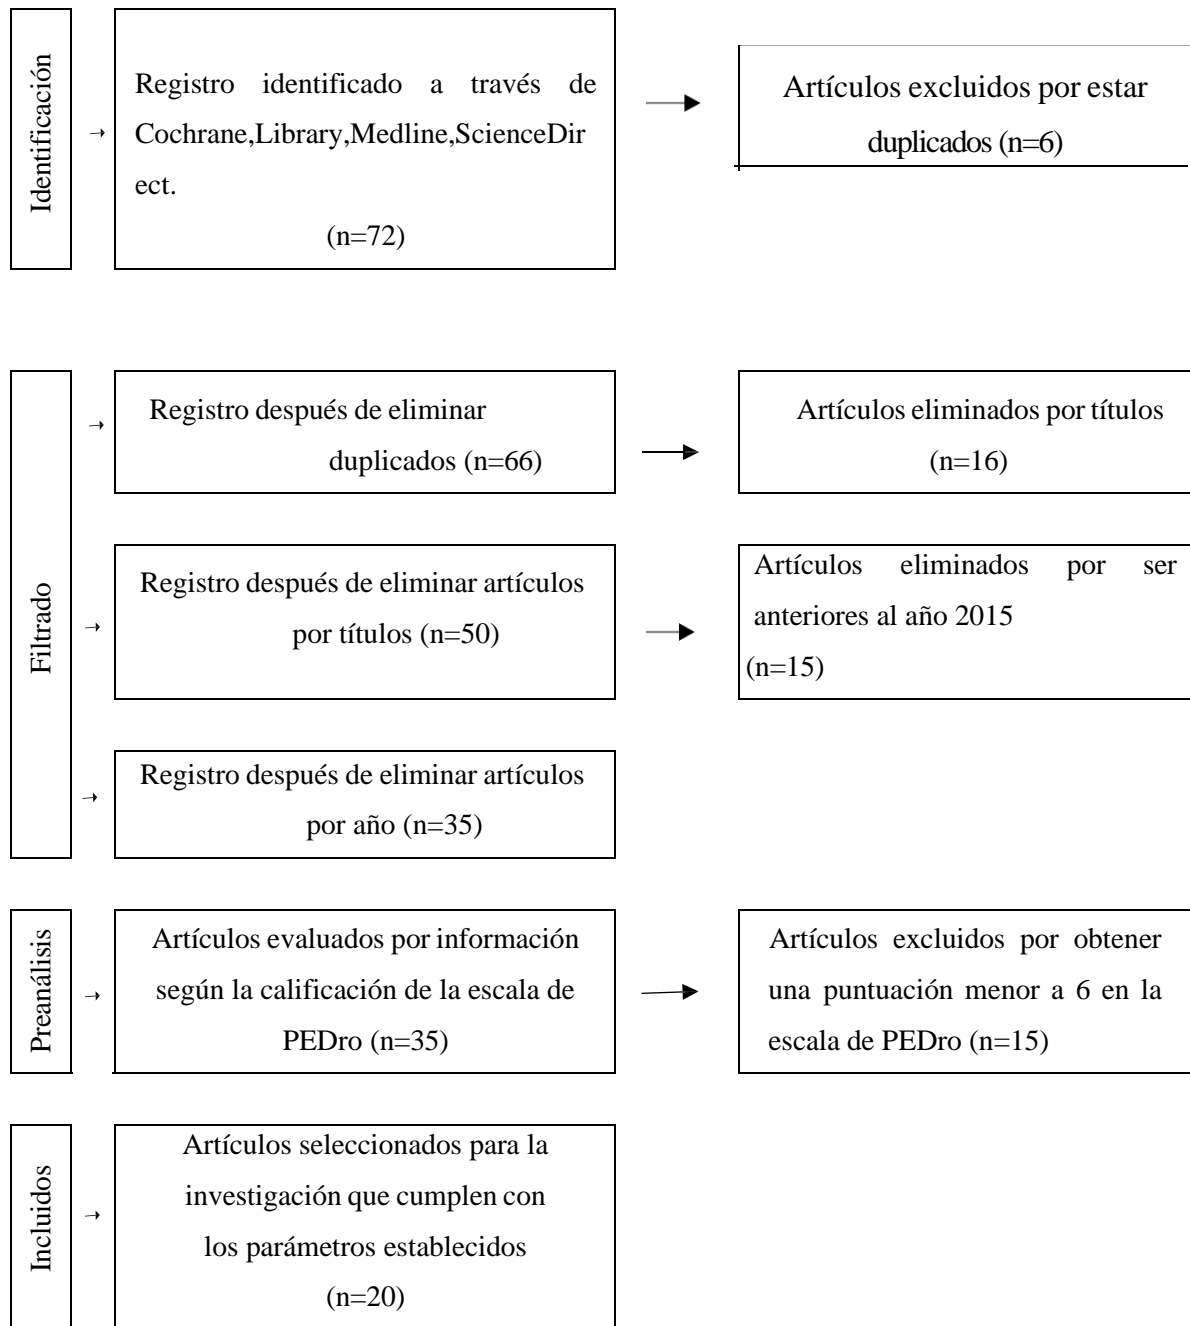 Identificación
Registro identificado a través de
Cochrane,Library,Medline,ScienceDir
ect.
(n=72)
Artículos excluidos por estar
duplicados (n=6)
Filtrado
Registro después de eliminar
duplicados (n=66)
Artículos eliminados por títulos
(n=16)
Registro después de eliminar artículos
por títulos (n=50)
Artículos eliminados por ser
anteriores al año 2015
(n=15)
Registro después de eliminar artículos
por año (n=35)
Preanálisis
Artículos evaluados por información
según la calificación de la escala de
PEDro (n=35)
Artículos excluidos por obtener
una puntuación menor a 6 en la
escala de PEDro (n=15)
Incluidos
Artículos seleccionados para la
investigación que cumplen con
los parámetros establecidos
(n=20)